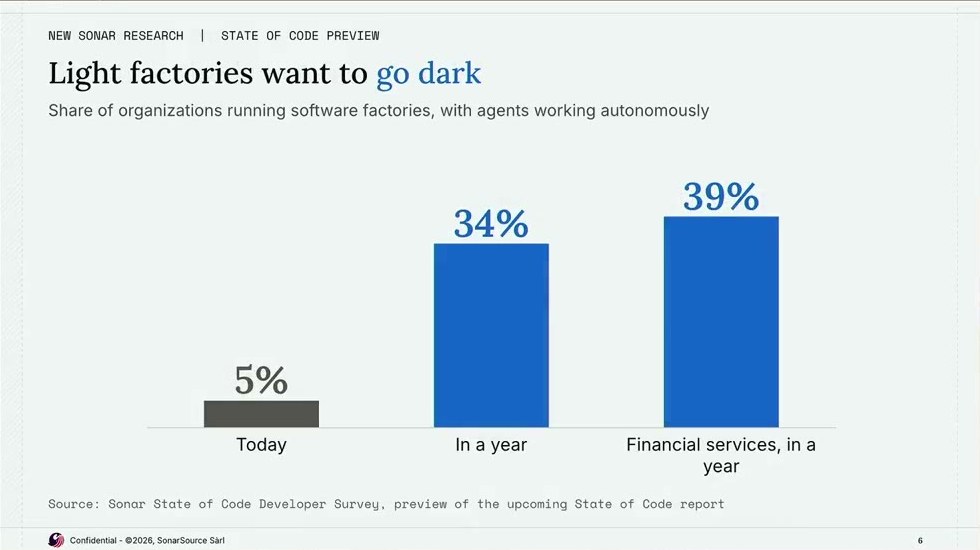 NEW SONAR RESEARCH | STATE OF CODE PREVIEW
Light factories want to go dark
Share of organizations running software factories, with agents working autonomously
5%
34%
39%
Today
In a year
Financial services, in a
year
Source: Sonar State of Code Developer Survey, preview of the upcoming State of Code report
Confidential - ©2026, SonarSource Sàrl
6